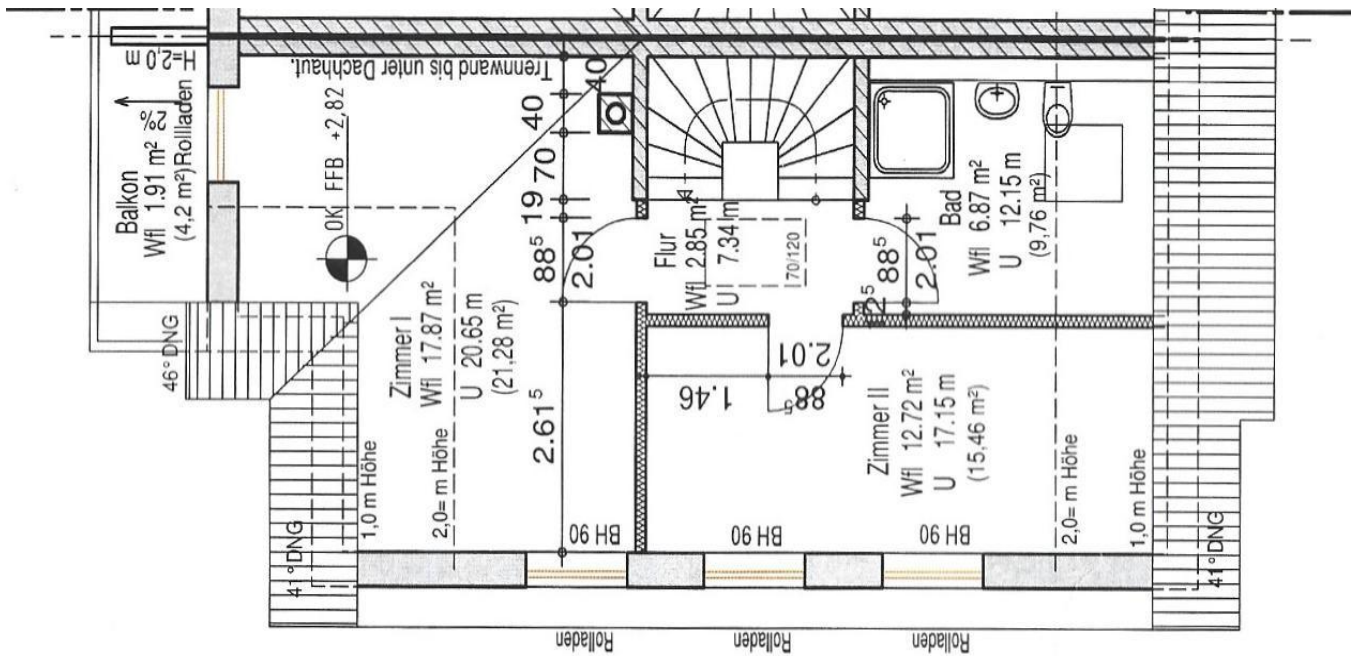 H=2,0 m
Balkon
Wfl 1.91 m² 2%
(4,2 m²) Rollladen
Trennwand bis unter Dachhaut.
OK FFB +2,82
46° DNG
40
40
70
19
88⁵
2.01
2.61⁵
Zimmer I
Wfl 17.87 m²
U 20.65 m
(21,28 m²)
1,0 m Höhe
2,0= m Höhe
41° DNG
Flur
Wfl 2.85 m²
U 7.34 m
70/120
Bad
Wfl 6.87 m²
U 12.15 m
(9,76 m²)
88⁵
2.01
2.01
88⁵
1.46
Zimmer II
Wfl 12.72 m²
U 17.15 m
(15,46 m²)
2,0= m Höhe
1,0 m Höhe
41° DNG
BH 90
BH 90
BH 90
Rolladen
Rolladen
Rolladen